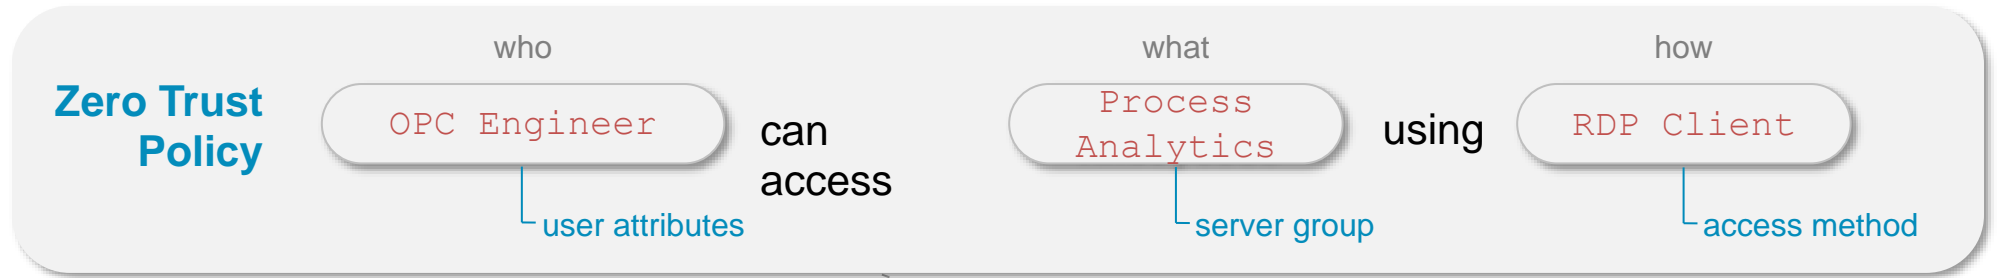 who
what
how
Zero Trust
Policy
OPC Engineer
can
access
Process
Analytics
using
RDP Client
user attributes
server group
access method